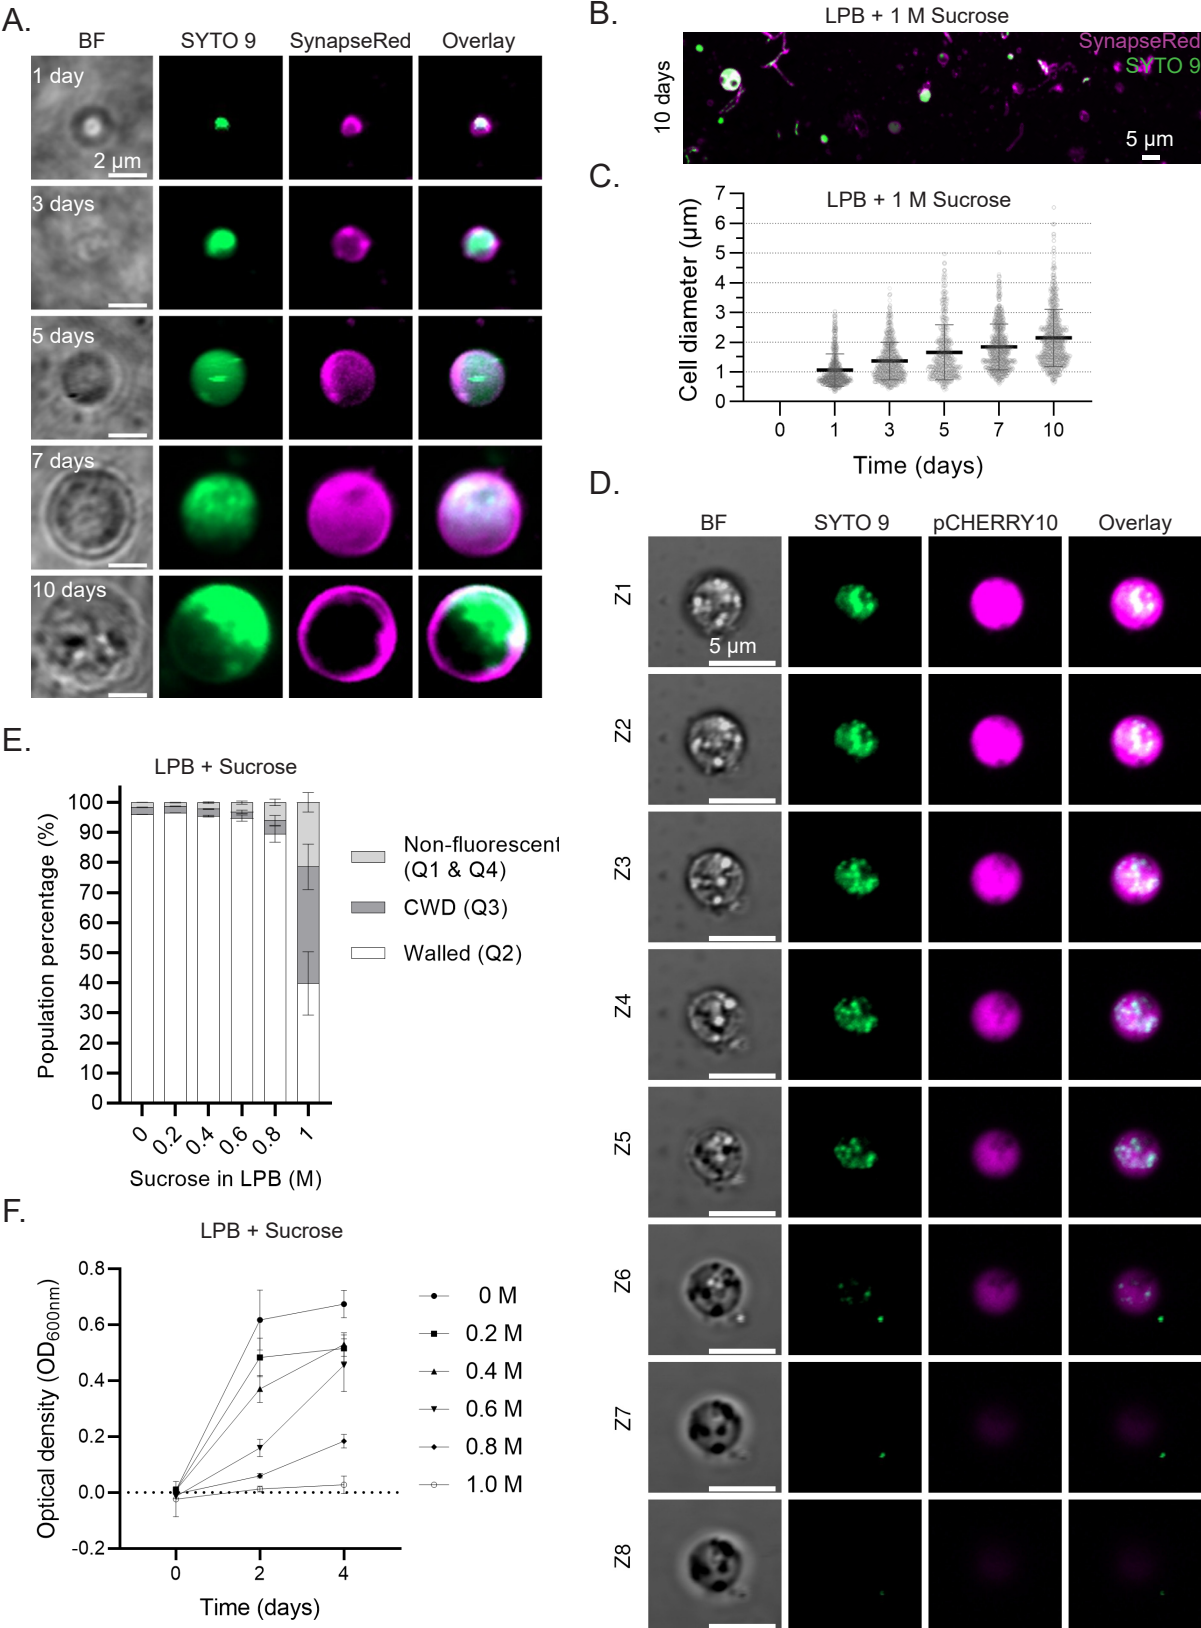 A.
BF SYTO 9 SynapseRed Overlay
1 day
2 µm
3 days
5 days
7 days
10 days
B.
LPB + 1 M Sucrose
10 days
SynapseRed
SYTO 9
5 µm
C.
LPB + 1 M Sucrose
Cell diameter (µm)
7
6
5
4
3
2
1
0
0 1 3 5 7 10
Time (days)
D.
BF SYTO 9 pCHERRY10 Overlay
Z1
5 µm
Z2
Z3
Z4
Z5
Z6
Z7
Z8
E.
LPB + Sucrose
Population percentage (%)
100
90
80
70
60
50
40
30
20
10
0
0 0.2 0.4 0.6 0.8 1
Sucrose in LPB (M)
Non-fluorescent
(Q1 & Q4)
CWD (Q3)
Walled (Q2)
F.
LPB + Sucrose
Optical density (OD600nm)
0.8
0.6
0.4
0.2
0.0
-0.2
0 2 4
Time (days)
0 M
0.2 M
0.4 M
0.6 M
0.8 M
1.0 M